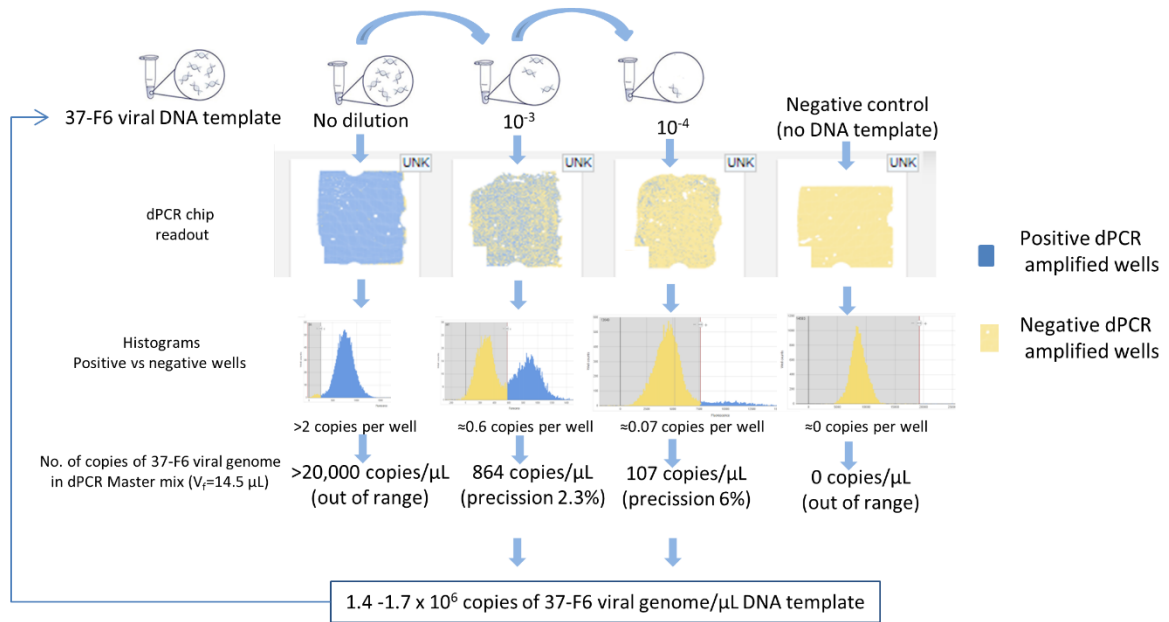 37-F6 viral DNA template
No dilution
10⁻³
10⁻⁴
Negative control
(no DNA template)
UNK
UNK
UNK
UNK
dPCR chip
readout
Positive dPCR
amplified wells
Negative dPCR
amplified wells
Histograms
Positive vs negative wells
>2 copies per well
≈0.6 copies per well
≈0.07 copies per well
≈0 copies per well
No. of copies of 37-F6 viral genome
in dPCR Master mix (Vf=14.5 µL)
>20,000 copies/µL
(out of range)
864 copies/µL
(precission 2.3%)
107 copies/µL
(precission 6%)
0 copies/µL
(out of range)
1.4 -1.7 x 10⁶ copies of 37-F6 viral genome/µL DNA template